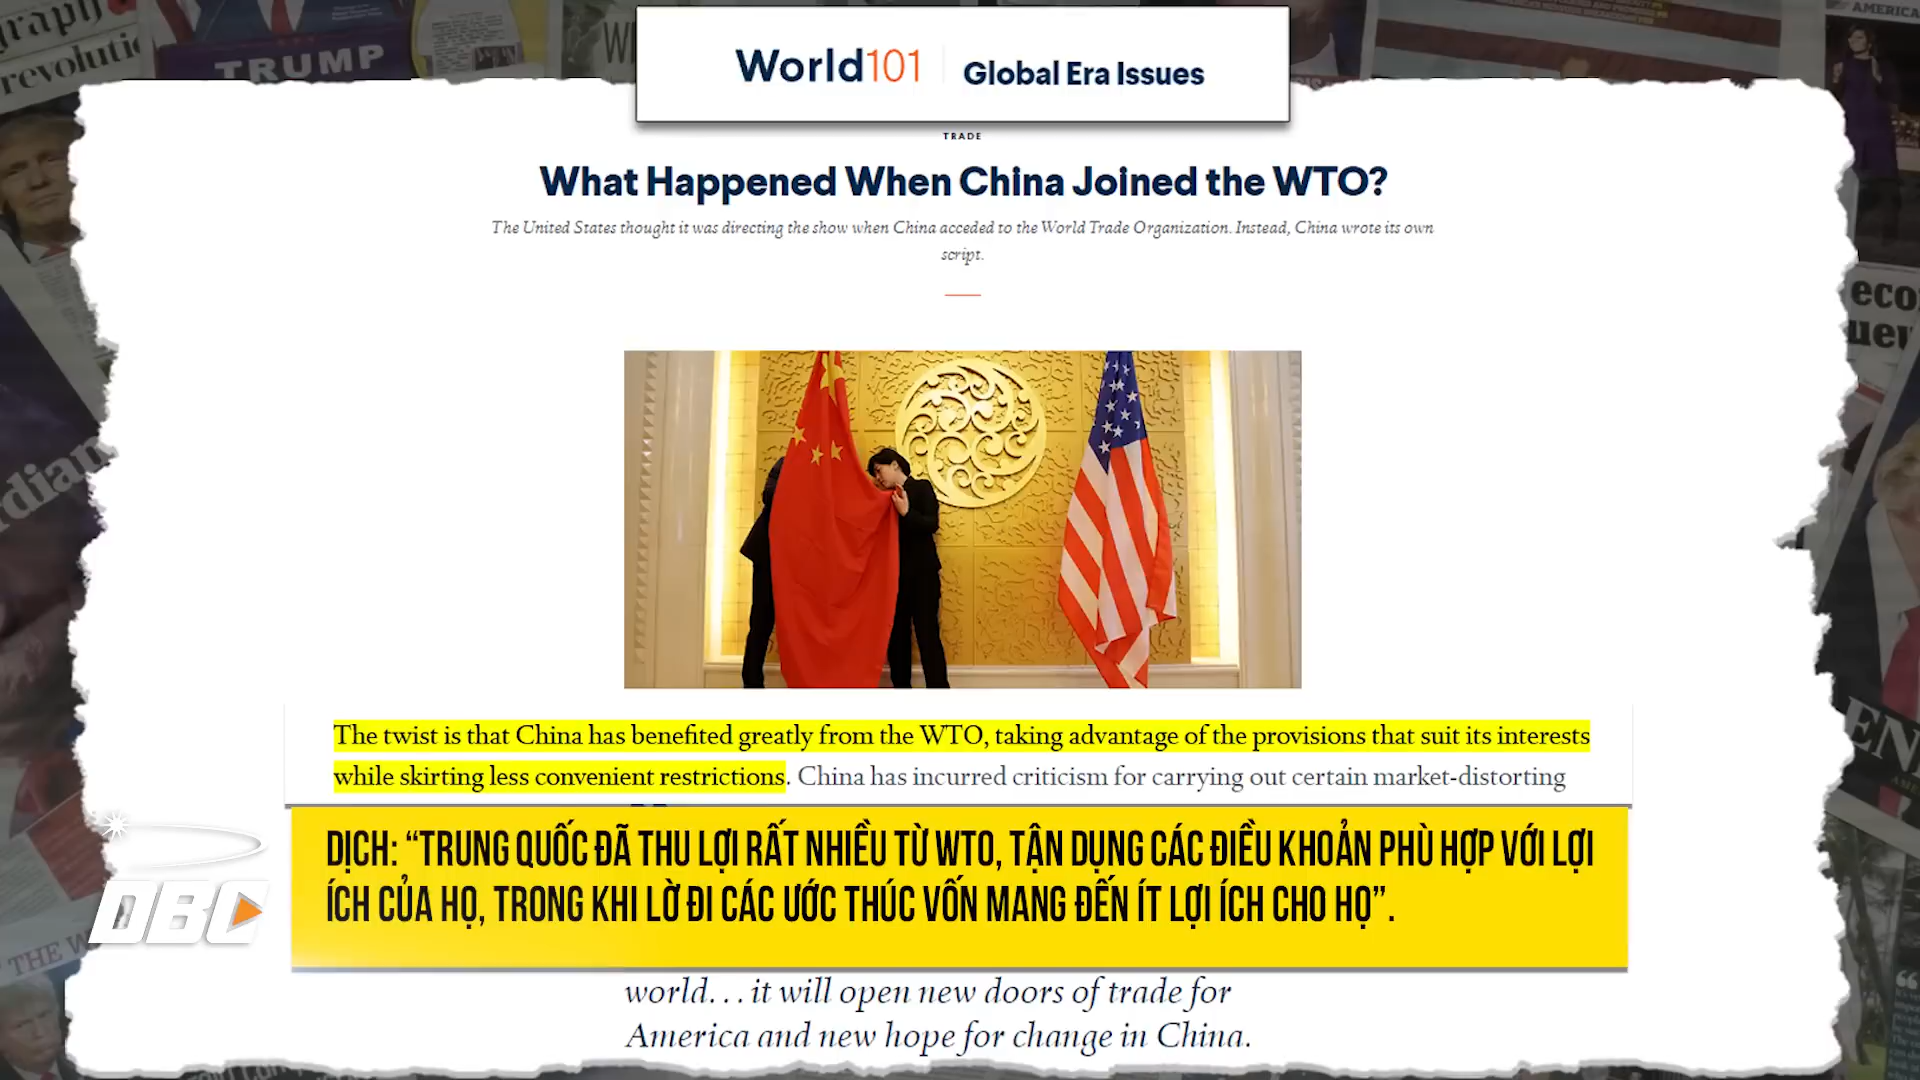 graph
revoluti
TRUMP
World101
Global Era Issues
TRADE
What Happened When China Joined the WTO?
The United States thought it was directing the show when China acceded to the World Trade Organization. Instead, China wrote its own
script.
The twist is that China has benefited greatly from the WTO, taking advantage of the provisions that suit its interests
while skirting less convenient restrictions. China has incurred criticism for carrying out certain market-distorting
DỊCH: “TRUNG QUỐC ĐÃ THU LỢI RẤT NHIỀU TỪ WTO, TẬN DỤNG CÁC ĐIỀU KHOẢN PHÙ HỢP VỚI LỢI
ÍCH CỦA HỌ, TRONG KHI LỜ ĐI CÁC ƯỚC THÚC VỐN MANG ĐẾN ÍT LỢI ÍCH CHO HỌ”.
DBC
world. . . it will open new doors of trade for
America and new hope for change in China.
AMERICA
eco
dian
THE W